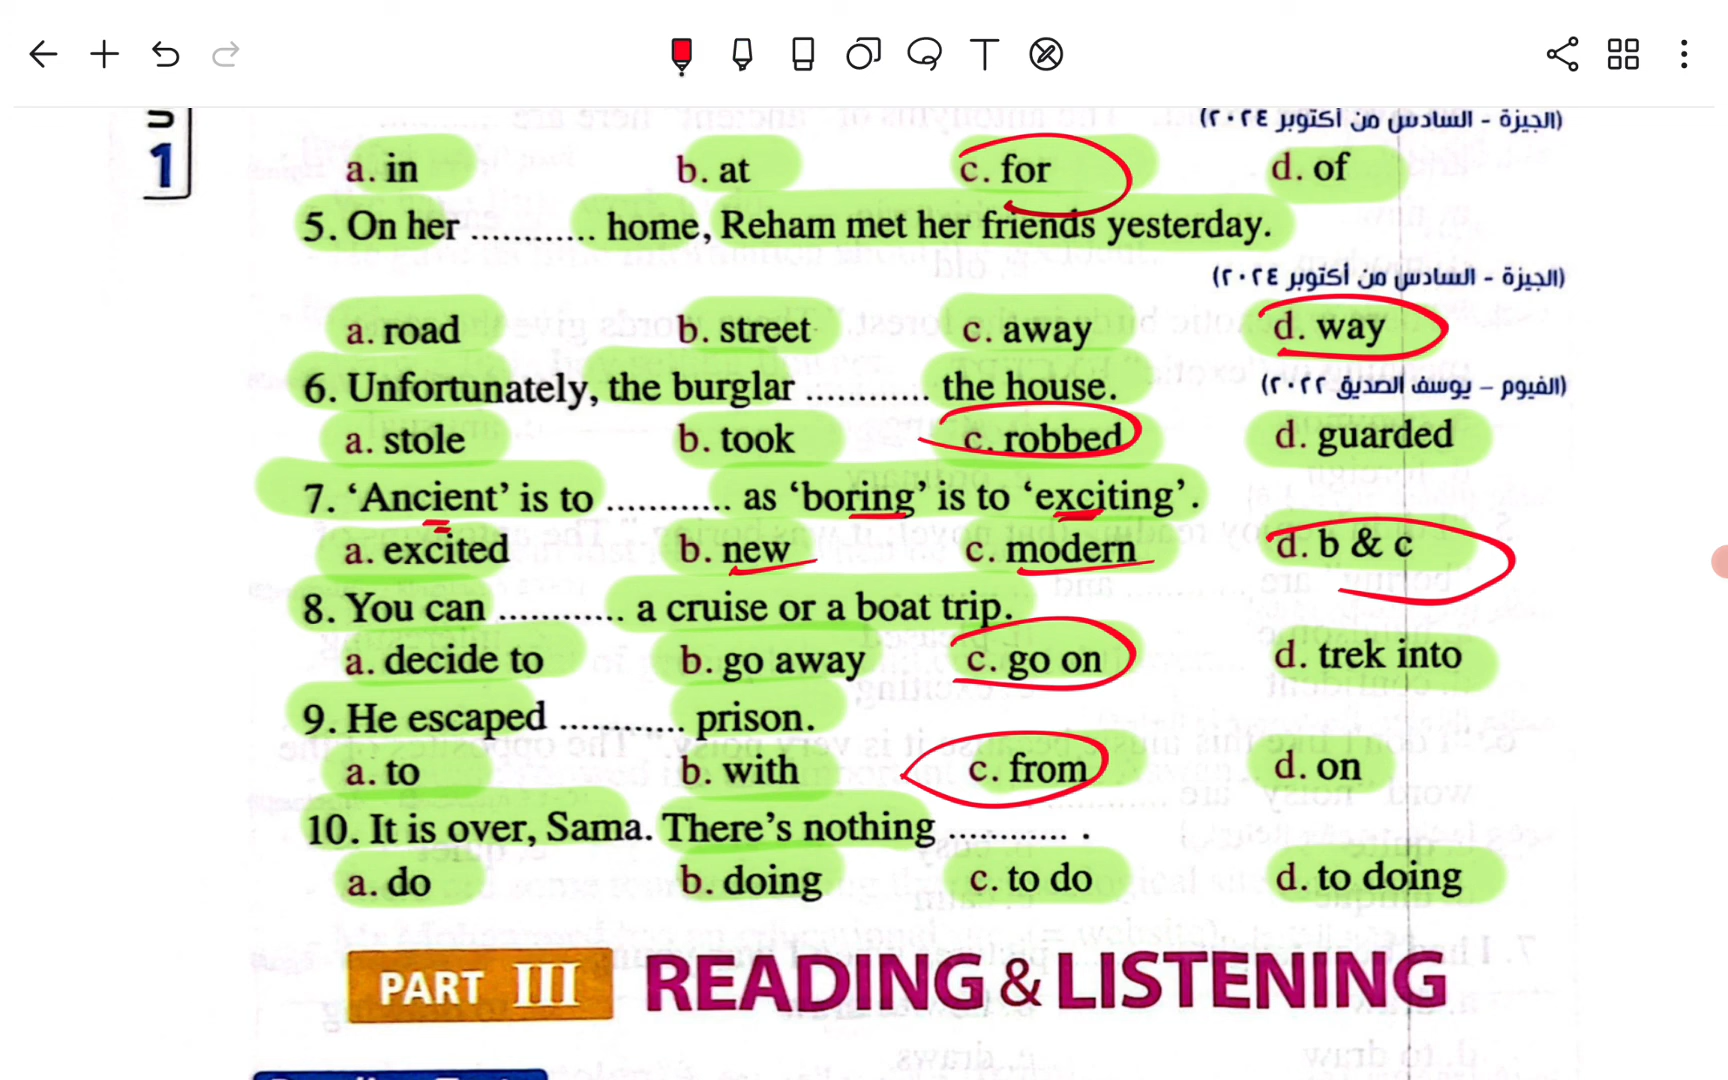 U
1
(الجيزة - السادس من أكتوبر ٢٠٢٤)
a. in b. at c. for d. of
5. On her ............ home, Reham met her friends yesterday.
(الجيزة - السادس من أكتوبر ٢٠٢٤)
a. road b. street c. away d. way
6. Unfortunately, the burglar ............ the house. (الفيوم – يوسف الصديق ٢٠٢٢)
a. stole b. took c. robbed d. guarded
7. ‘Ancient’ is to ............ as ‘boring’ is to ‘exciting’.
a. excited b. new c. modern d. b & c
8. You can ............ a cruise or a boat trip.
a. decide to b. go away c. go on d. trek into
9. He escaped ............ prison.
a. to b. with c. from d. on
10. It is over, Sama. There’s nothing ............ .
a. do b. doing c. to do d. to doing
PART III READING & LISTENING